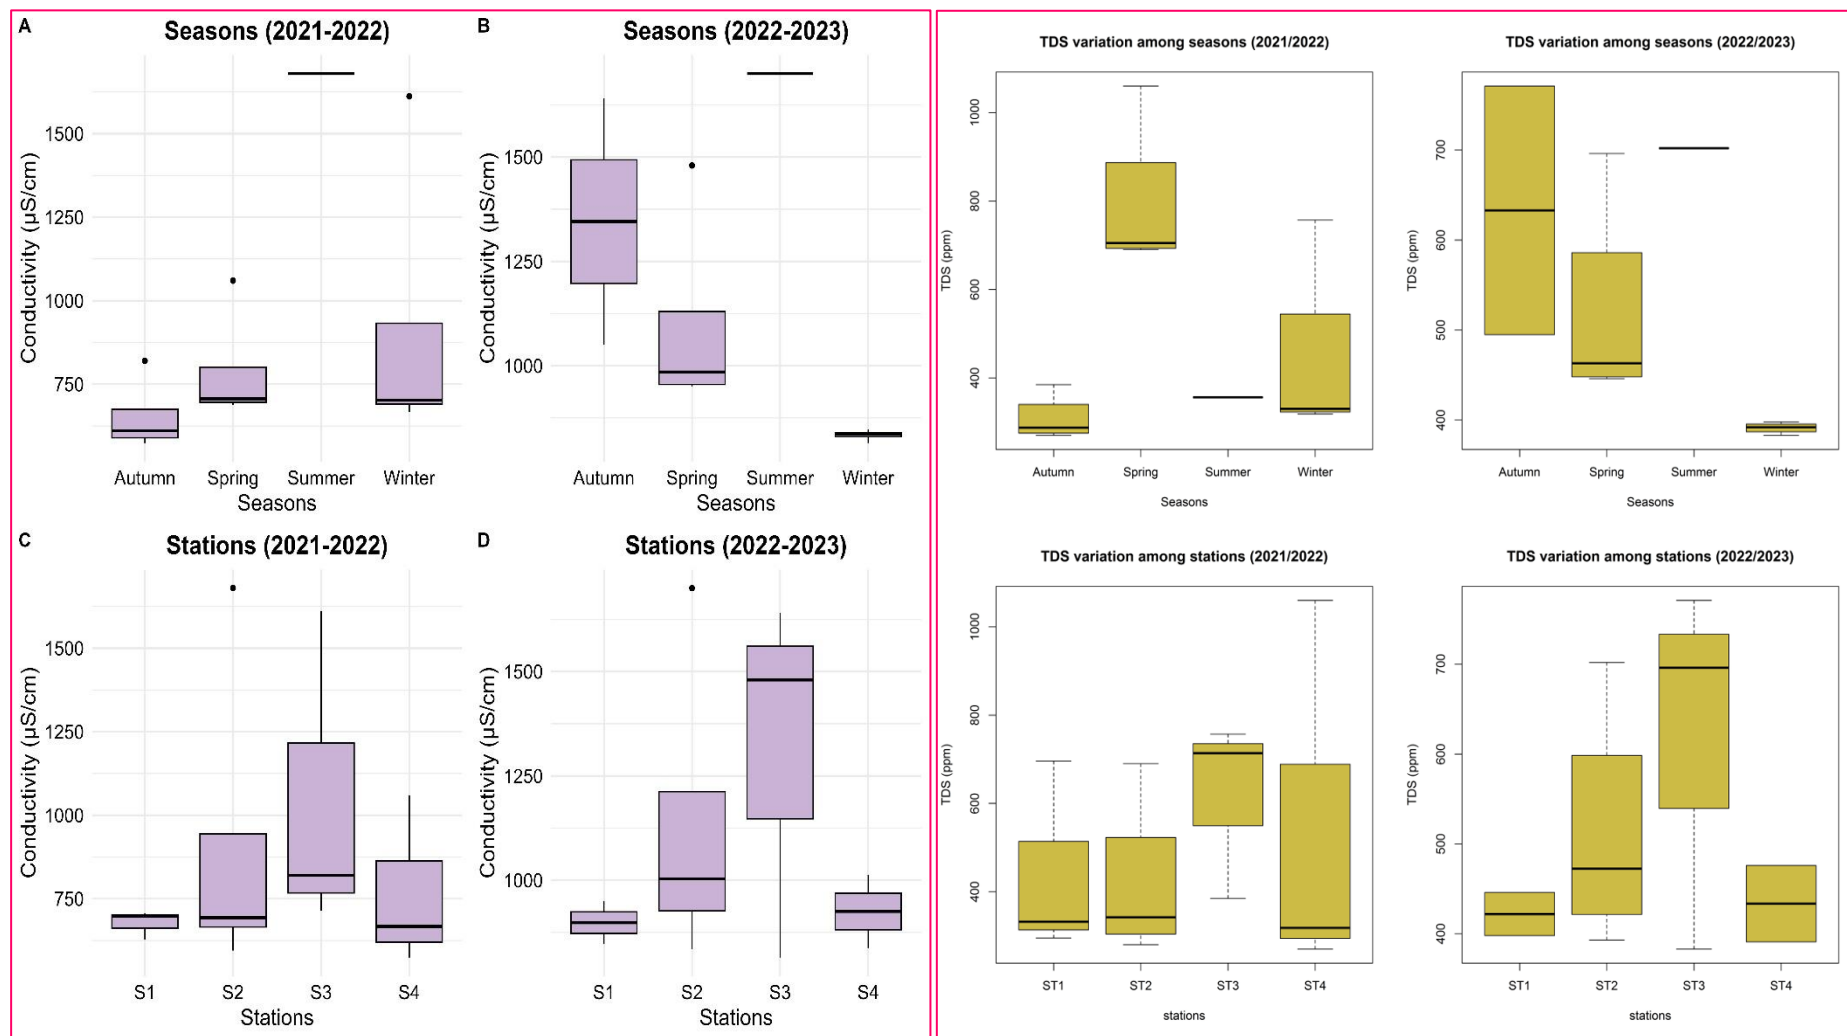 A
Seasons (2021-2022)
Conductivity (µS/cm)
1500
1250
1000
750
Autumn Spring Summer Winter
Seasons
B
Seasons (2022-2023)
Conductivity (µS/cm)
1500
1250
1000
Autumn Spring Summer Winter
Seasons
TDS variation among seasons (2021/2022)
TDS (ppm)
1000
800
600
400
Autumn Spring Summer Winter
Seasons
TDS variation among seasons (2022/2023)
TDS (ppm)
700
600
500
400
Autumn Spring Summer Winter
Seasons
C
Stations (2021-2022)
Conductivity (µS/cm)
1500
1250
1000
750
S1 S2 S3 S4
Stations
D
Stations (2022-2023)
Conductivity (µS/cm)
1500
1250
1000
S1 S2 S3 S4
Stations
TDS variation among stations (2021/2022)
TDS (ppm)
1000
800
600
400
ST1 ST2 ST3 ST4
stations
TDS variation among stations (2022/2023)
TDS (ppm)
700
600
500
400
ST1 ST2 ST3 ST4
stations